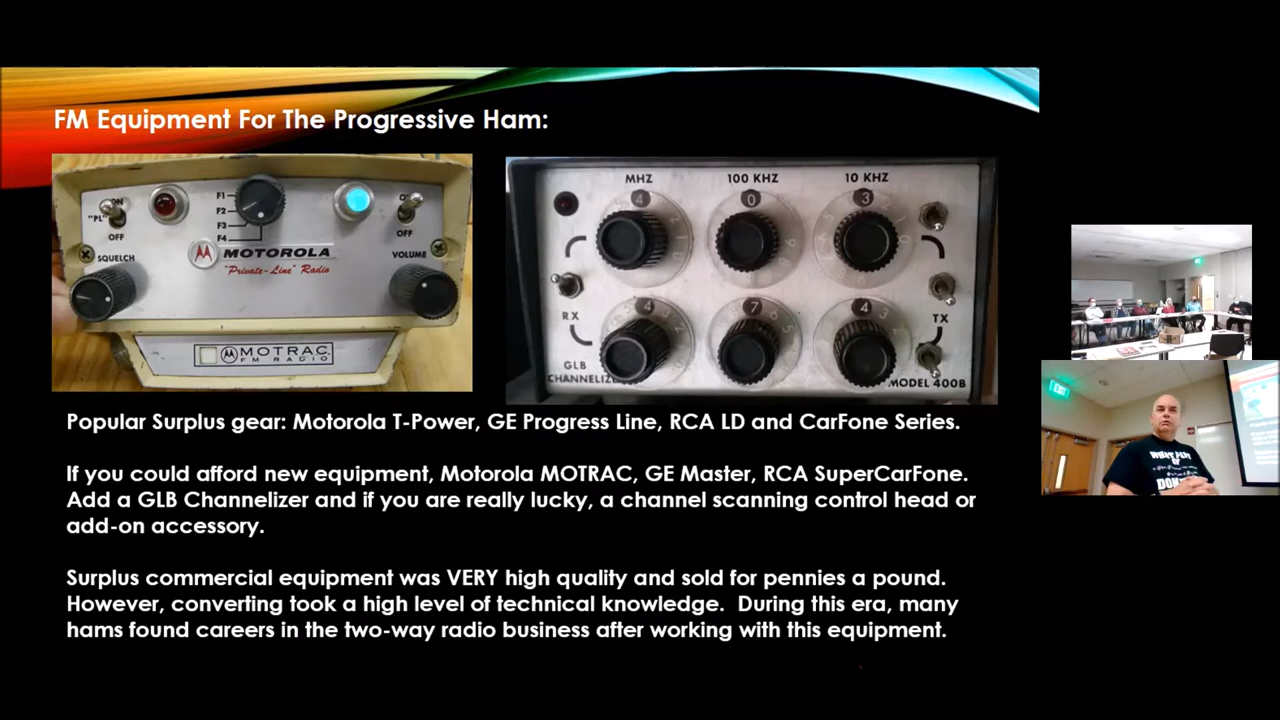 FM Equipment For The Progressive Ham:
ON
"PL"
OFF
F1
F2
F3
F4
OFF
SQUELCH
VOLUME
MOTOROLA
"Private-Line" Radio
MOTRAC
FM RADIO
MHZ 100 KHZ 10 KHZ
4 0 3
RX TX
4 7 4
GLB
CHANNELIZER
MODEL 400B
Popular Surplus gear: Motorola T-Power, GE Progress Line, RCA LD and CarFone Series.
If you could afford new equipment, Motorola MOTRAC, GE Master, RCA SuperCarFone.
Add a GLB Channelizer and if you are really lucky, a channel scanning control head or
add-on accessory.
Surplus commercial equipment was VERY high quality and sold for pennies a pound.
However, converting took a high level of technical knowledge. During this era, many
hams found careers in the two-way radio business after working with this equipment.
EXIT
WHAT PART
OF